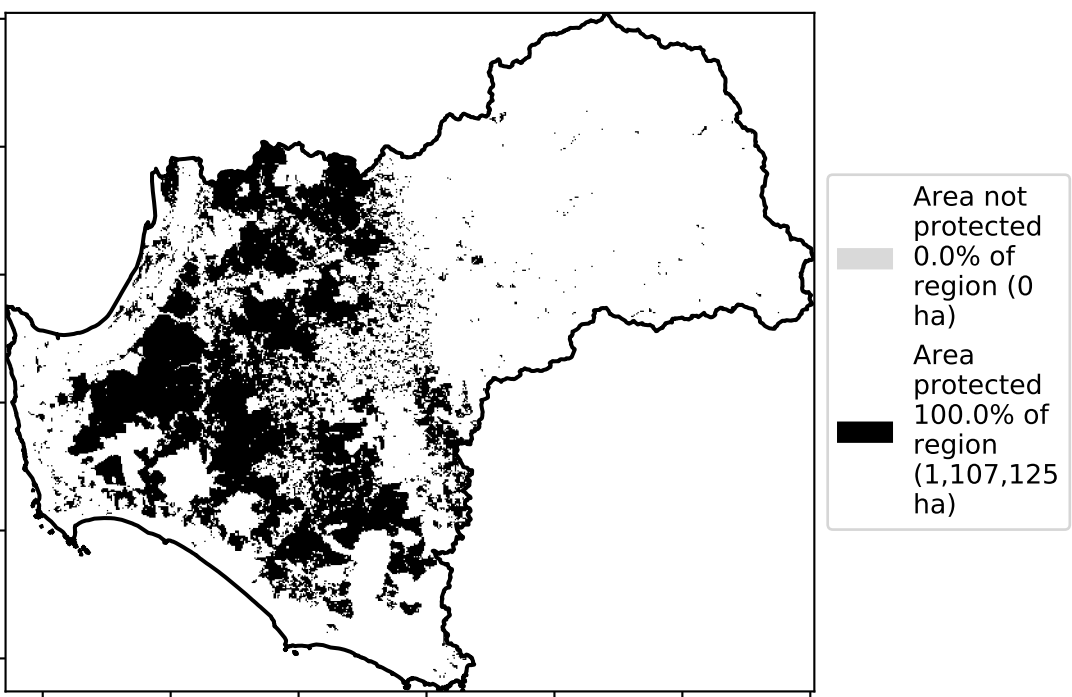 Area not
protected
0.0% of
region (0
ha)
Area
protected
100.0% of
region
(1,107,125
ha)